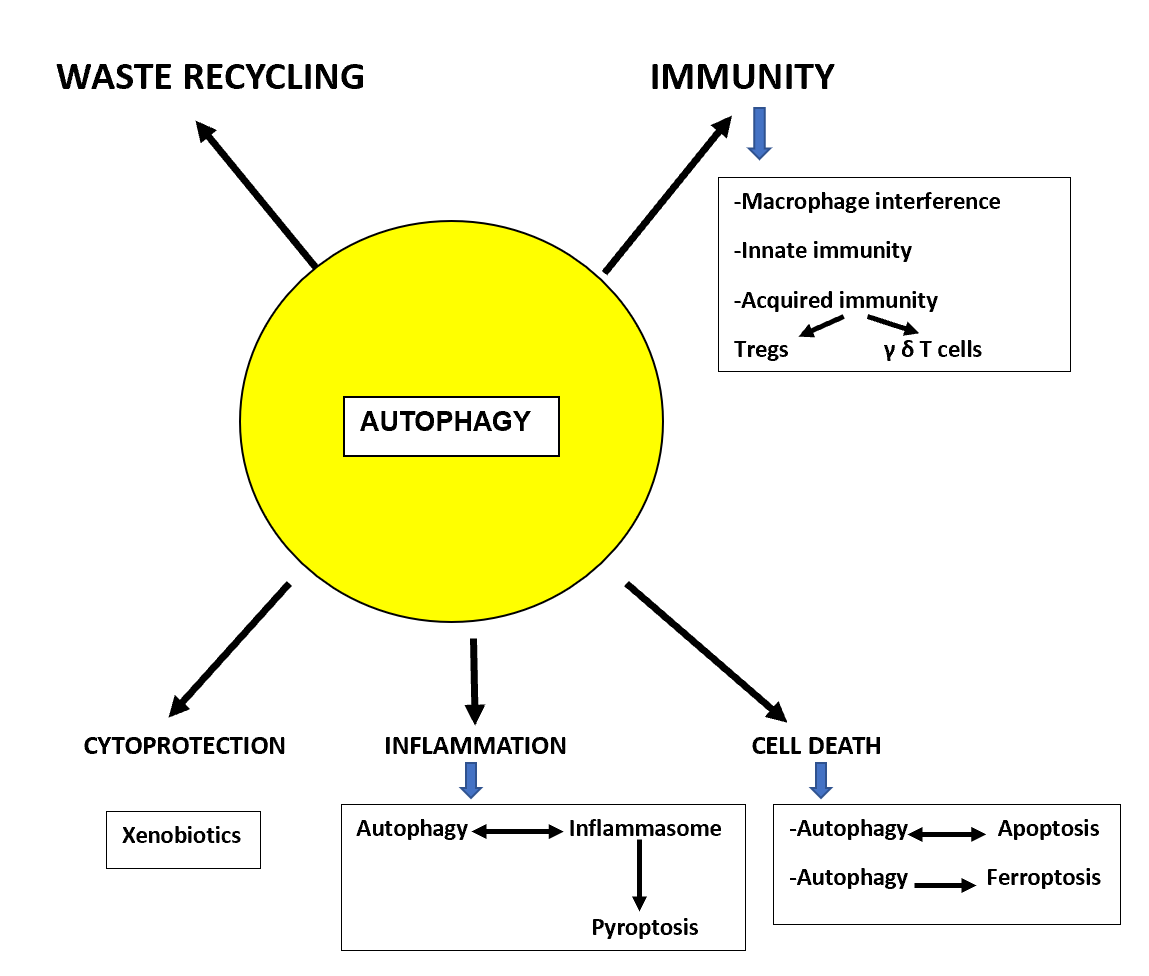 WASTE RECYCLING
IMMUNITY
-Macrophage interference
-Innate immunity
-Acquired immunity
Tregs γ δ T cells
AUTOPHAGY
CYTOPROTECTION
INFLAMMATION
CELL DEATH
Xenobiotics
Autophagy Inflammasome
Pyroptosis
-Autophagy Apoptosis
-Autophagy Ferroptosis